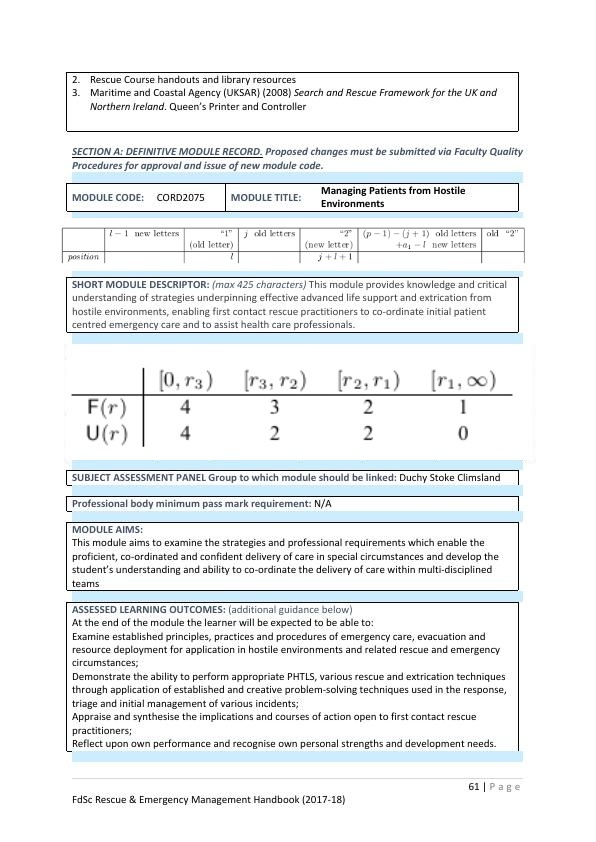 2. Rescue Course handouts and library resources
3. Maritime and Coastal Agency (UKSAR) (2008) Search and Rescue Framework for the UK and
Northern Ireland. Queen's Printer and Controller
SECTION A: DEFINITIVE MODULE RECORD. Proposed changes must be submitted via Faculty Quality
Procedures for approval and issue of new module code.
MODULE CODE: CORD2075 MODULE TITLE: Managing Patients from Hostile
Environments
l − 1 new letters "1" j old letters "2" (p − 1) − (j + 1) old letters old "2"
(old letter) (new letter) +a₁ − l new letters
position l j + l + 1
SHORT MODULE DESCRIPTOR: (max 425 characters) This module provides knowledge and critical
understanding of strategies underpinning effective advanced life support and extrication from
hostile environments, enabling first contact rescue practitioners to co-ordinate initial patient
centred emergency care and to assist health care professionals.
[0, r₃) [r₃, r₂) [r₂, r₁) [r₁, ∞)
F(r) 4 3 2 1
U(r) 4 2 2 0
SUBJECT ASSESSMENT PANEL Group to which module should be linked: Duchy Stoke Climsland
Professional body minimum pass mark requirement: N/A
MODULE AIMS:
This module aims to examine the strategies and professional requirements which enable the
proficient, co-ordinated and confident delivery of care in special circumstances and develop the
student's understanding and ability to co-ordinate the delivery of care within multi-disciplined
teams
ASSESSED LEARNING OUTCOMES: (additional guidance below)
At the end of the module the learner will be expected to be able to:
Examine established principles, practices and procedures of emergency care, evacuation and
resource deployment for application in hostile environments and related rescue and emergency
circumstances;
Demonstrate the ability to perform appropriate PHTLS, various rescue and extrication techniques
through application of established and creative problem-solving techniques used in the response,
triage and initial management of various incidents;
Appraise and synthesise the implications and courses of action open to first contact rescue
practitioners;
Reflect upon own performance and recognise own personal strengths and development needs.
61 | Page
FdSc Rescue & Emergency Management Handbook (2017-18)